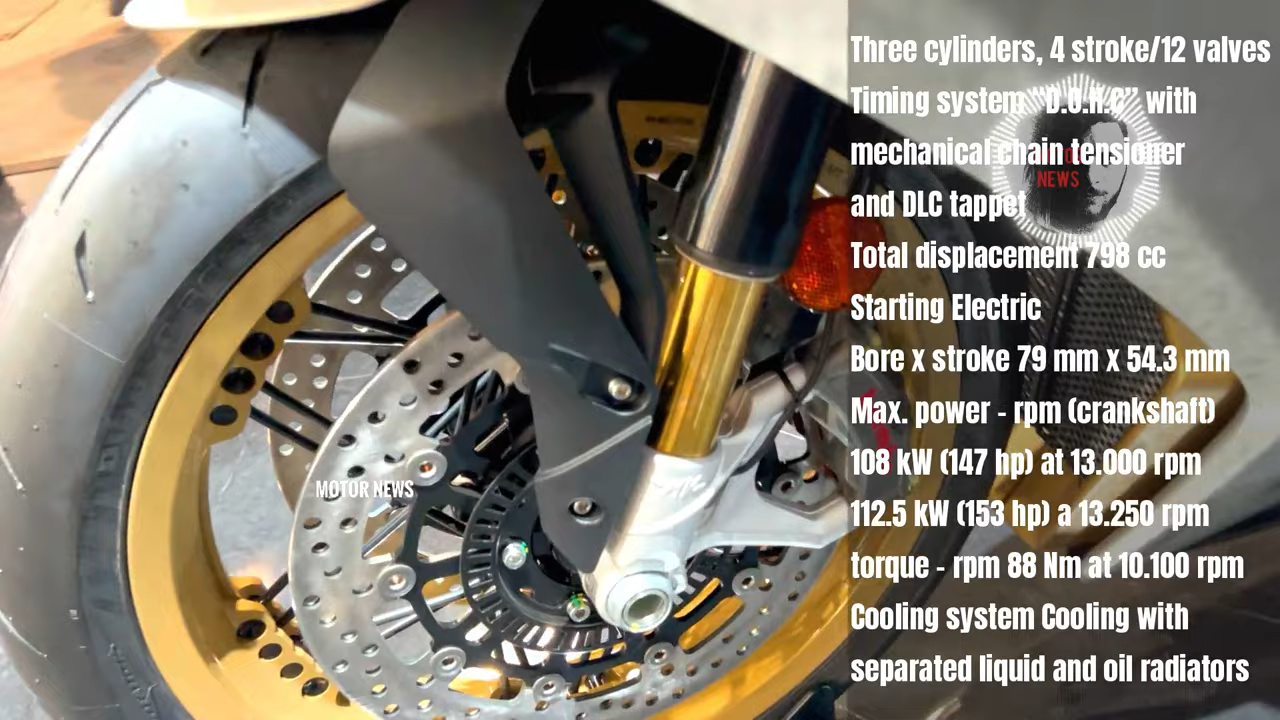 Three cylinders, 4 stroke/12 valves
Timing system "D.O.H.C" with
mechanical chain tensioner
and DLC tappet
NEWS
Total displacement 798 cc
Starting Electric
Bore x stroke 79 mm x 54.3 mm
Max. power - rpm (crankshaft)
108 kW (147 hp) at 13.000 rpm
MOTOR NEWS
112.5 kW (153 hp) a 13.250 rpm
torque - rpm 88 Nm at 10.100 rpm
Cooling system Cooling with
separated liquid and oil radiators